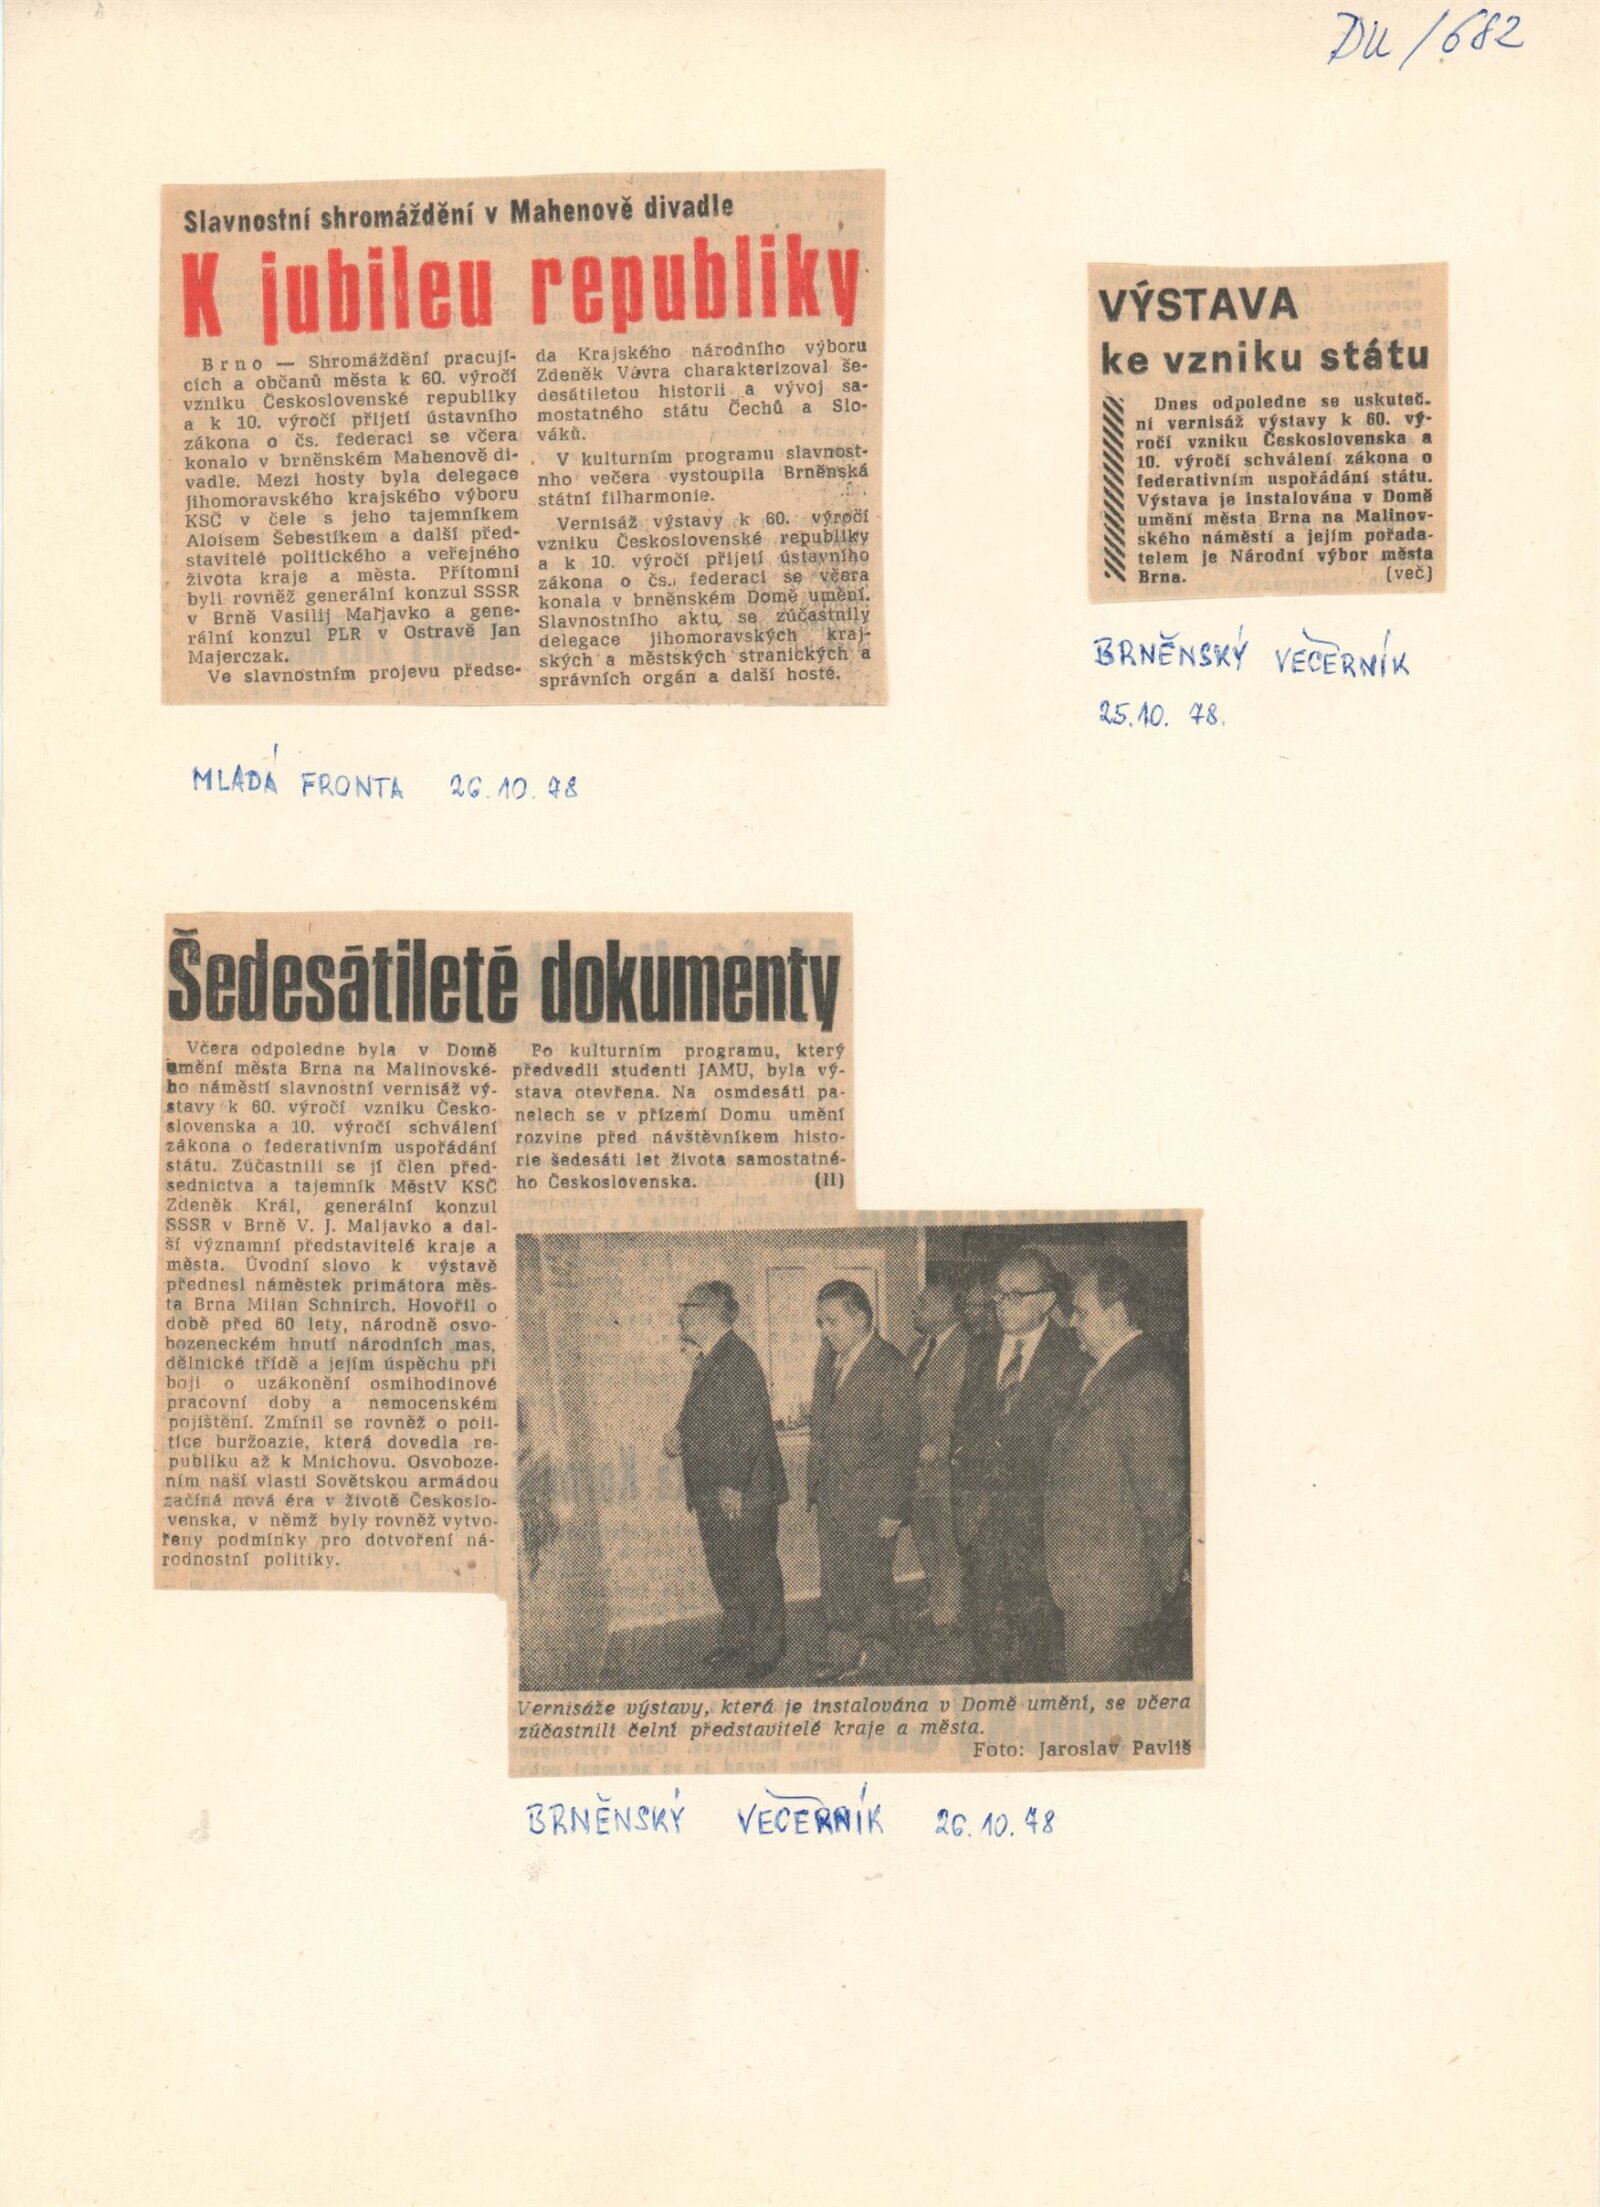 DU/682
Slavnostní shromáždění v Mahenově divadle
K jubileu republiky
Brno — Shromáždění pracují-
cích a občanů města k 60. výročí
vzniku Československé republiky
a k 10. výročí přijetí ústavního
zákona o čs. federaci se včera
konalo v brněnském Mahenově di-
vadle. Mezi hosty byla delegace
jihomoravského krajského výboru
KSČ v čele s jeho tajemníkem
Aloisem Šebestíkem a další před-
stavitelé politického a veřejného
života kraje a města. Přítomni
byli rovněž generální konzul SSSR
v Brně Vasilij Maljavko a gene-
rální konzul PLR v Ostravě Jan
Majerczak.
Ve slavnostním projevu předse-
da Krajského národního výboru
Zdeněk Vávra charakterizoval še-
desátiletou historii a vývoj sa-
mostatného státu Čechů a Slo-
váků.
V kulturním programu slavnost-
ního večera vystoupila Brněnská
státní filharmonie.
Vernisáž výstavy k 60. výročí
vzniku Československé republiky
a k 10. výročí přijetí ústavního
zákona o čs. federaci se včera
konala v brněnském Domě umění.
Slavnostního aktu se zúčastnily
delegace jihomoravských kraj-
ských a městských stranických a
správních orgán a další hosté.
MLADÁ FRONTA 26.10.78
VÝSTAVA
ke vzniku státu
Dnes odpoledne se uskuteč-
ní vernisáž výstavy k 60. vý-
ročí vzniku Československa a
10. výročí schválení zákona o
federativním uspořádání státu.
Výstava je instalována v Domě
umění města Brna na Malinov-
ského náměstí a jejím pořada-
telem je Národní výbor města
Brna. (več)
BRNĚNSKÝ VEČERNÍK
25.10. 78.
Šedesátileté dokumenty
Včera odpoledne byla v Domě
umění města Brna na Malinovské-
ho náměstí slavnostní vernisáž vý-
stavy k 60. výročí vzniku Česko-
slovenska a 10. výročí schválení
zákona o federativním uspořádání
státu. Zúčastnili se jí člen před-
sednictva a tajemník MěstV KSČ
Zdeněk Král, generální konzul
SSSR v Brně V. J. Maljavko a dal-
ší významní představitelé kraje a
města. Úvodní slovo k výstavě
přednesl náměstek primátora měs-
ta Brna Milan Schnirch. Hovořil o
době před 60 lety, národně osvo-
bozeneckém hnutí národních mas,
dělnické třídě a jejím úspěchu při
boji o uzákonění osmihodinové
pracovní doby a nemocenském
pojištění. Zmínil se rovněž o poli-
tice buržoazie, která dovedla re-
publiku až k Mnichovu. Osvoboze-
ním naší vlasti Sovětskou armádou
začíná nová éra v životě Českoslo-
venska, v němž byly rovněž vytvo-
řeny podmínky pro dotvoření ná-
rodnostní politiky.
Po kulturním programu, který
předvedli studenti JAMU, byla vý-
stava otevřena. Na osmdesáti pa-
nelech se v přízemí Domu umění
rozvine před návštěvníkem histo-
rie šedesáti let života samostatné-
ho Československa. (ll)
Vernisáže výstavy, která je instalována v Domě umění, se včera
zúčastnili čelní představitelé kraje a města.
Foto: Jaroslav Pavliš
BRNĚNSKÝ VEČERNÍK 26.10.78